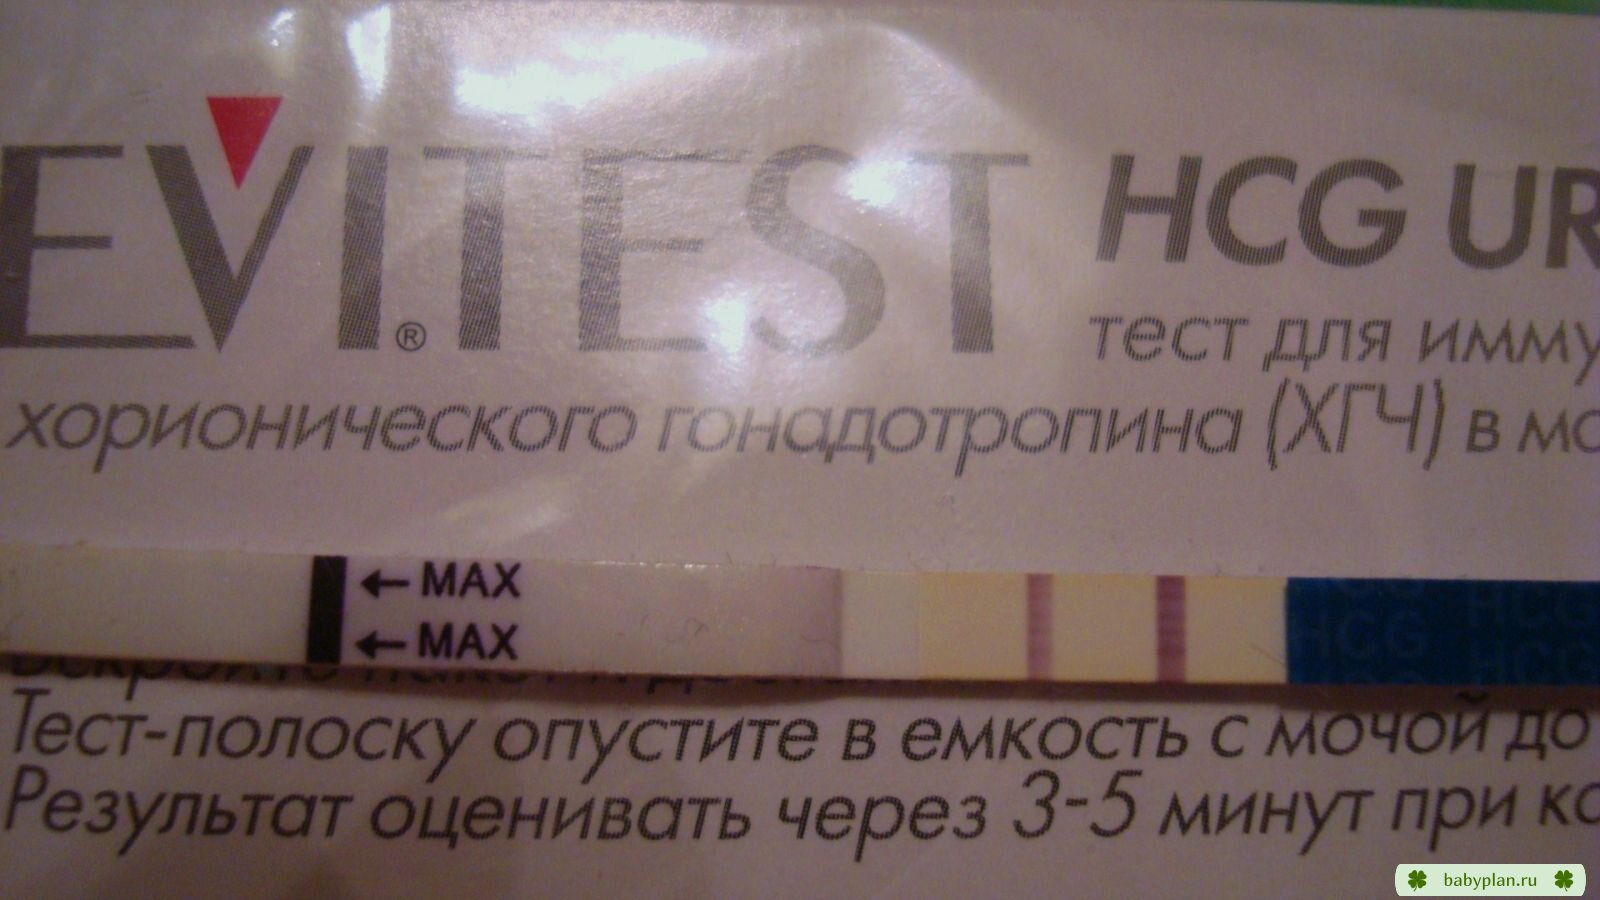 EVITEST® HCG UR
тест для имму
хорионического гонадотропина (ХГЧ) в мо
← MAX
← MAX
HCG
HCG
HCG
Тест-полоску опустите в емкость с мочой до
Результат оценивать через 3-5 минут при ко
babyplan.ru